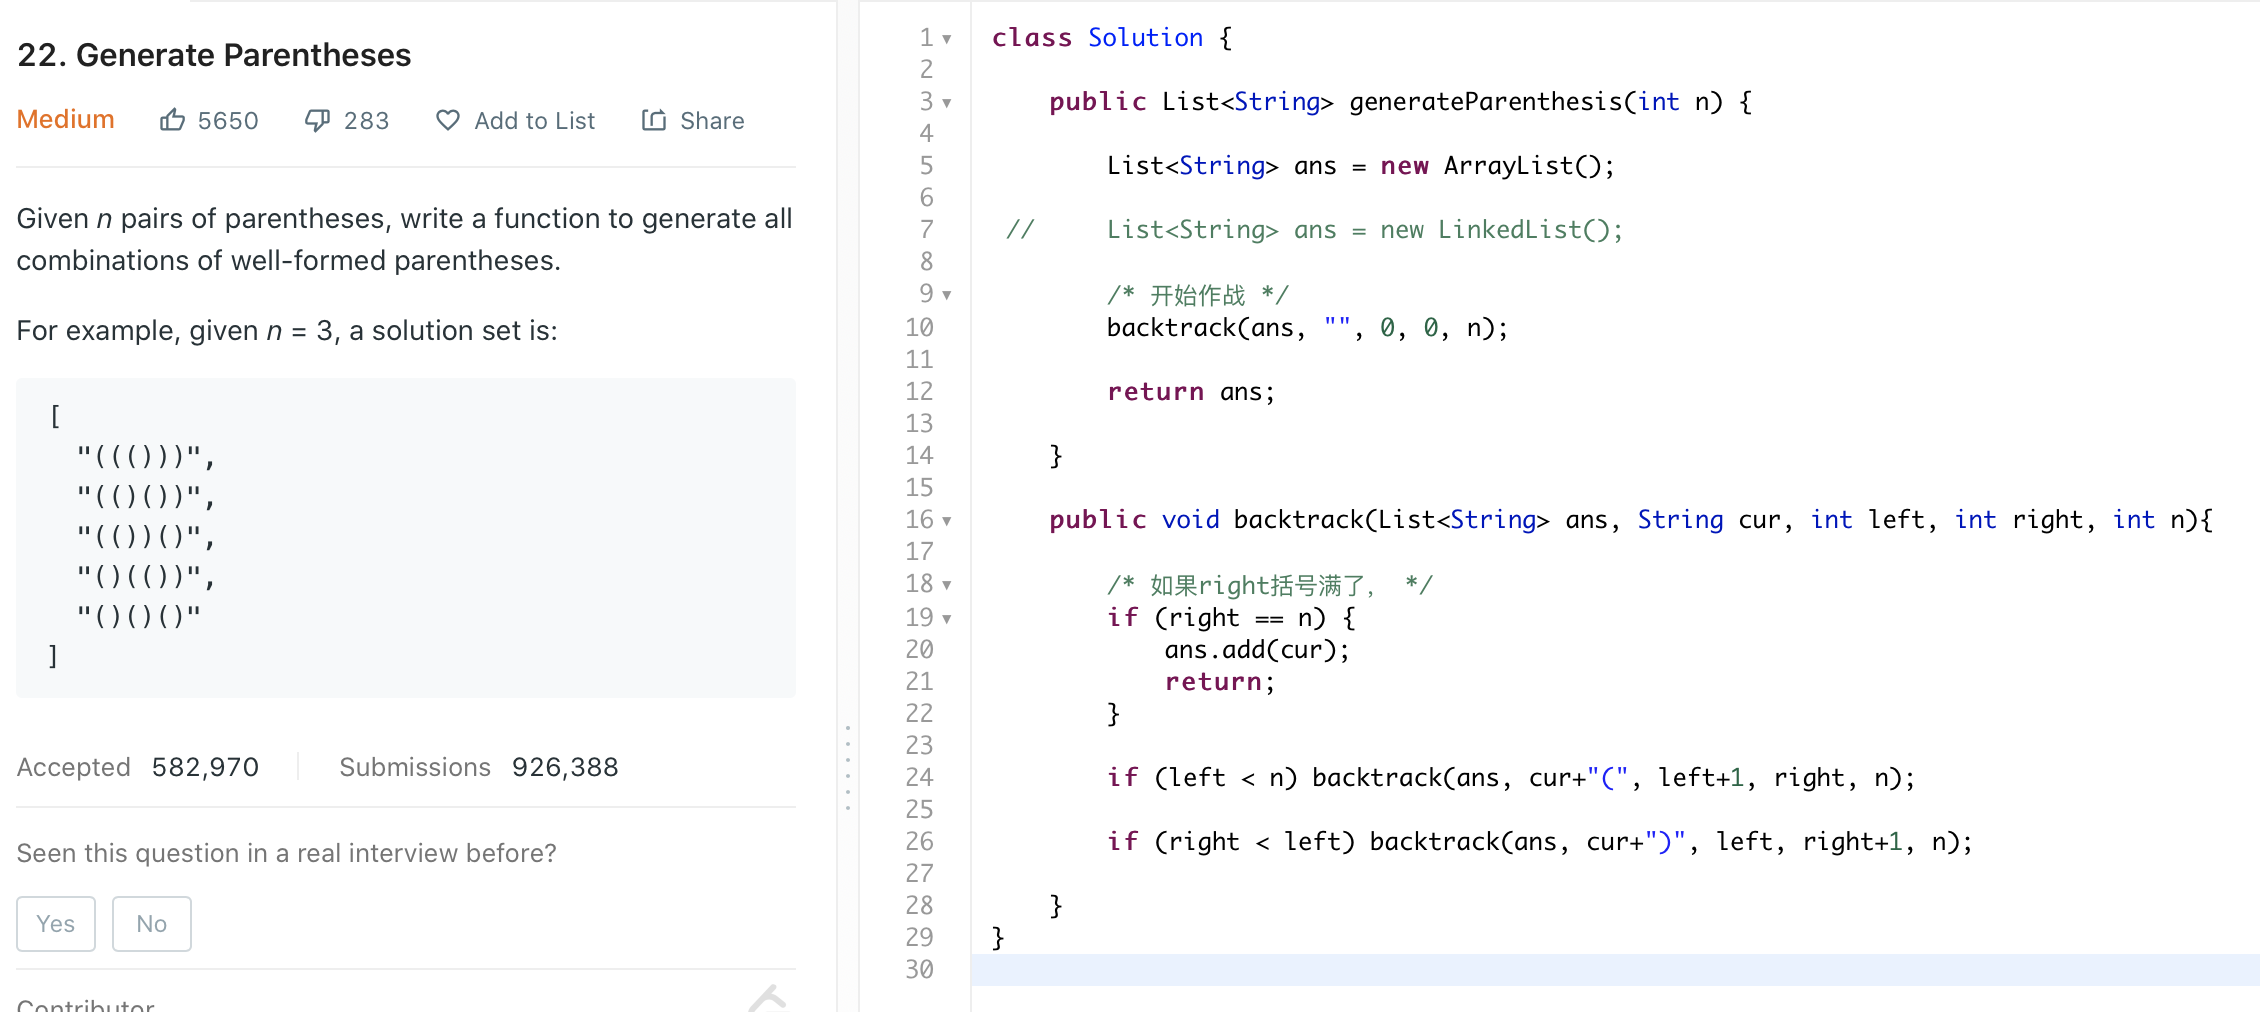 22. Generate Parentheses
Medium 5650 283 Add to List Share
Given n pairs of parentheses, write a function to generate all
combinations of well-formed parentheses.
For example, given n = 3, a solution set is:
[
  "((()))",
  "(()())",
  "(())()",
  "()(())",
  "()()()"
]
Accepted 582,970 Submissions 926,388
Seen this question in a real interview before?
Yes No
Contributor
1 class Solution {
2
3     public List<String> generateParenthesis(int n) {
4
5         List<String> ans = new ArrayList();
6
7 //     List<String> ans = new LinkedList();
8
9         /* 开始作战 */
10         backtrack(ans, "", 0, 0, n);
11
12         return ans;
13
14     }
15
16     public void backtrack(List<String> ans, String cur, int left, int right, int n){
17
18         /* 如果right括号满了， */
19         if (right == n) {
20             ans.add(cur);
21             return;
22         }
23
24         if (left < n) backtrack(ans, cur+"(", left+1, right, n);
25
26         if (right < left) backtrack(ans, cur+")", left, right+1, n);
27
28     }
29 }
30